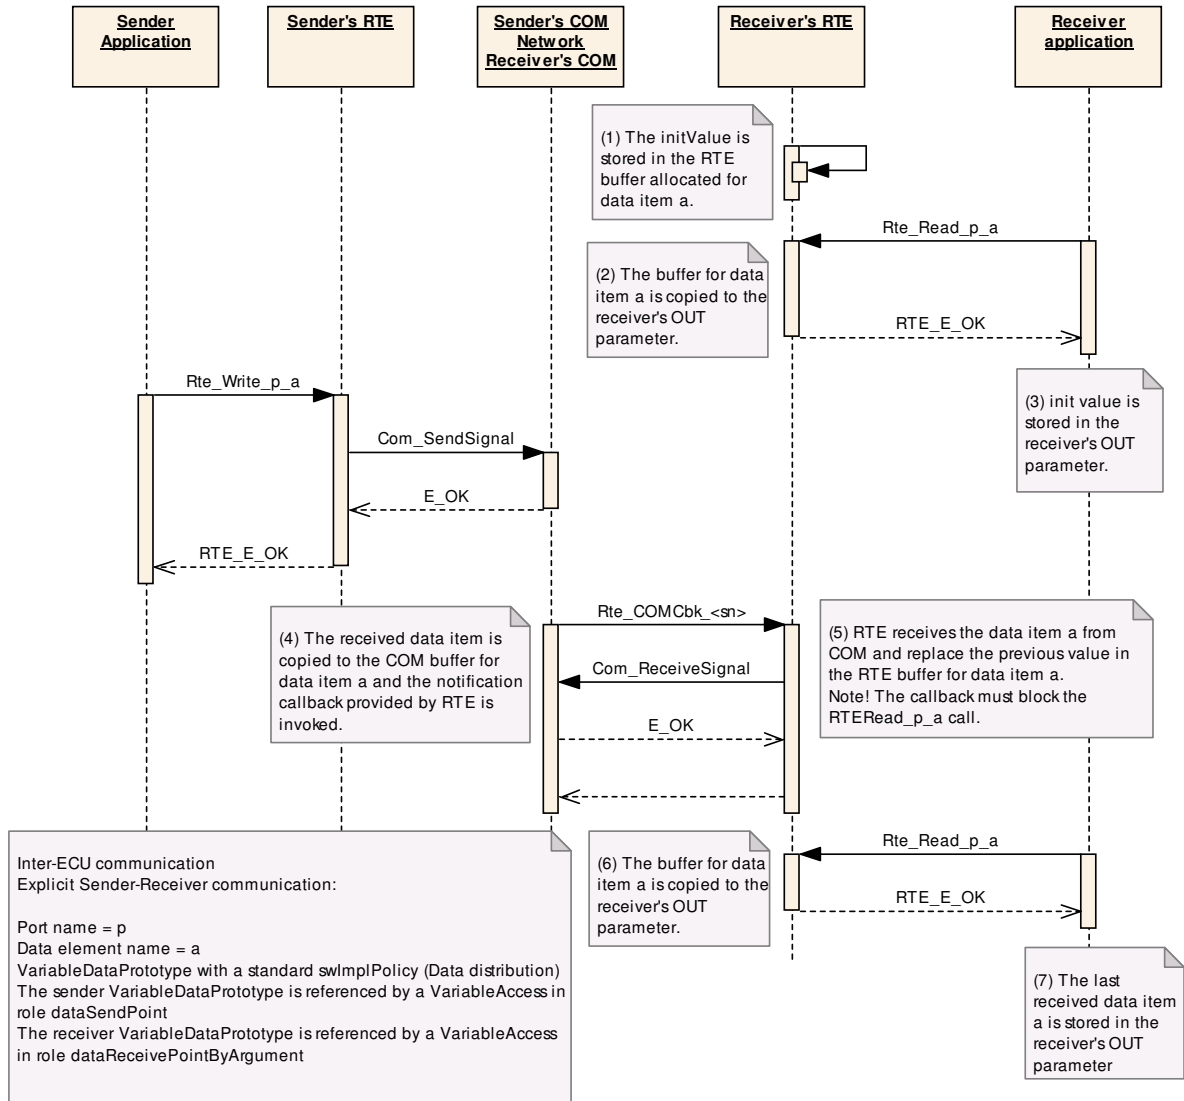 Sender
Application
Sender's RTE
Sender's COM
Network
Receiver's COM
Receiver's RTE
Receiver
application
(1) The initValue is
stored in the RTE
buffer allocated for
data item a.
Rte_Read_p_a
(2) The buffer for data
item a is copied to the
receiver's OUT
parameter.
RTE_E_OK
(3) init value is
stored in the
receiver's OUT
parameter.
Rte_Write_p_a
Com_SendSignal
E_OK
RTE_E_OK
(4) The received data item is
copied to the COM buffer for
data item a and the notification
callback provided by RTE is
invoked.
Rte_COMCbk_<sn>
Com_ReceiveSignal
E_OK
(5) RTE receives the data item a from
COM and replace the previous value in
the RTE buffer for data item a.
Note! The callback must block the
RTERead_p_a call.
Inter-ECU communication
Explicit Sender-Receiver communication:
Port name = p
Data element name = a
VariableDataPrototype with a standard swImplPolicy (Data distribution)
The sender VariableDataPrototype is referenced by a VariableAccess in
role dataSendPoint
The receiver VariableDataPrototype is referenced by a VariableAccess
in role dataReceivePointByArgument
(6) The buffer for data
item a is copied to the
receiver's OUT
parameter.
Rte_Read_p_a
RTE_E_OK
(7) The last
received data item
a is stored in the
receiver's OUT
parameter